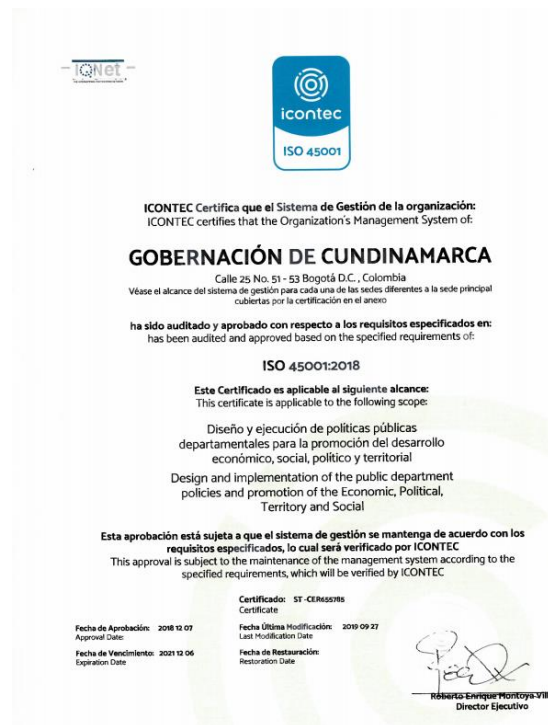 IQNet
icontec
ISO 45001
ICONTEC Certifica que el Sistema de Gestión de la organización:
ICONTEC certifies that the Organization's Management System of:
GOBERNACIÓN DE CUNDINAMARCA
Calle 25 No. 51 - 53 Bogotá D.C., Colombia
Véase el alcance del sistema de gestión para cada una de las sedes diferentes a la sede principal
cubiertas por la certificación en el anexo
ha sido auditado y aprobado con respecto a los requisitos especificados en:
has been audited and approved based on the specified requirements of:
ISO 45001:2018
Este Certificado es aplicable al siguiente alcance:
This certificate is applicable to the following scope:
Diseño y ejecución de políticas públicas
departamentales para la promoción del desarrollo
económico, social, político y territorial
Design and implementation of the public department
policies and promotion of the Economic, Political,
Territory and Social
Esta aprobación está sujeta a que el sistema de gestión se mantenga de acuerdo con los
requisitos especificados, lo cual será verificado por ICONTEC
This approval is subject to the maintenance of the management system according to the
specified requirements, which will be verified by ICONTEC
Certificado: ST-CER655785
Certificate
Fecha de Aprobación: 2018 12 07
Approval Date:
Fecha Última Modificación: 2019 09 27
Last Modification Date
Fecha de Vencimiento: 2021 12 06
Expiration Date
Fecha de Restauración:
Restoration Date
Roberto Enrique Montoya Vill
Director Ejecutivo